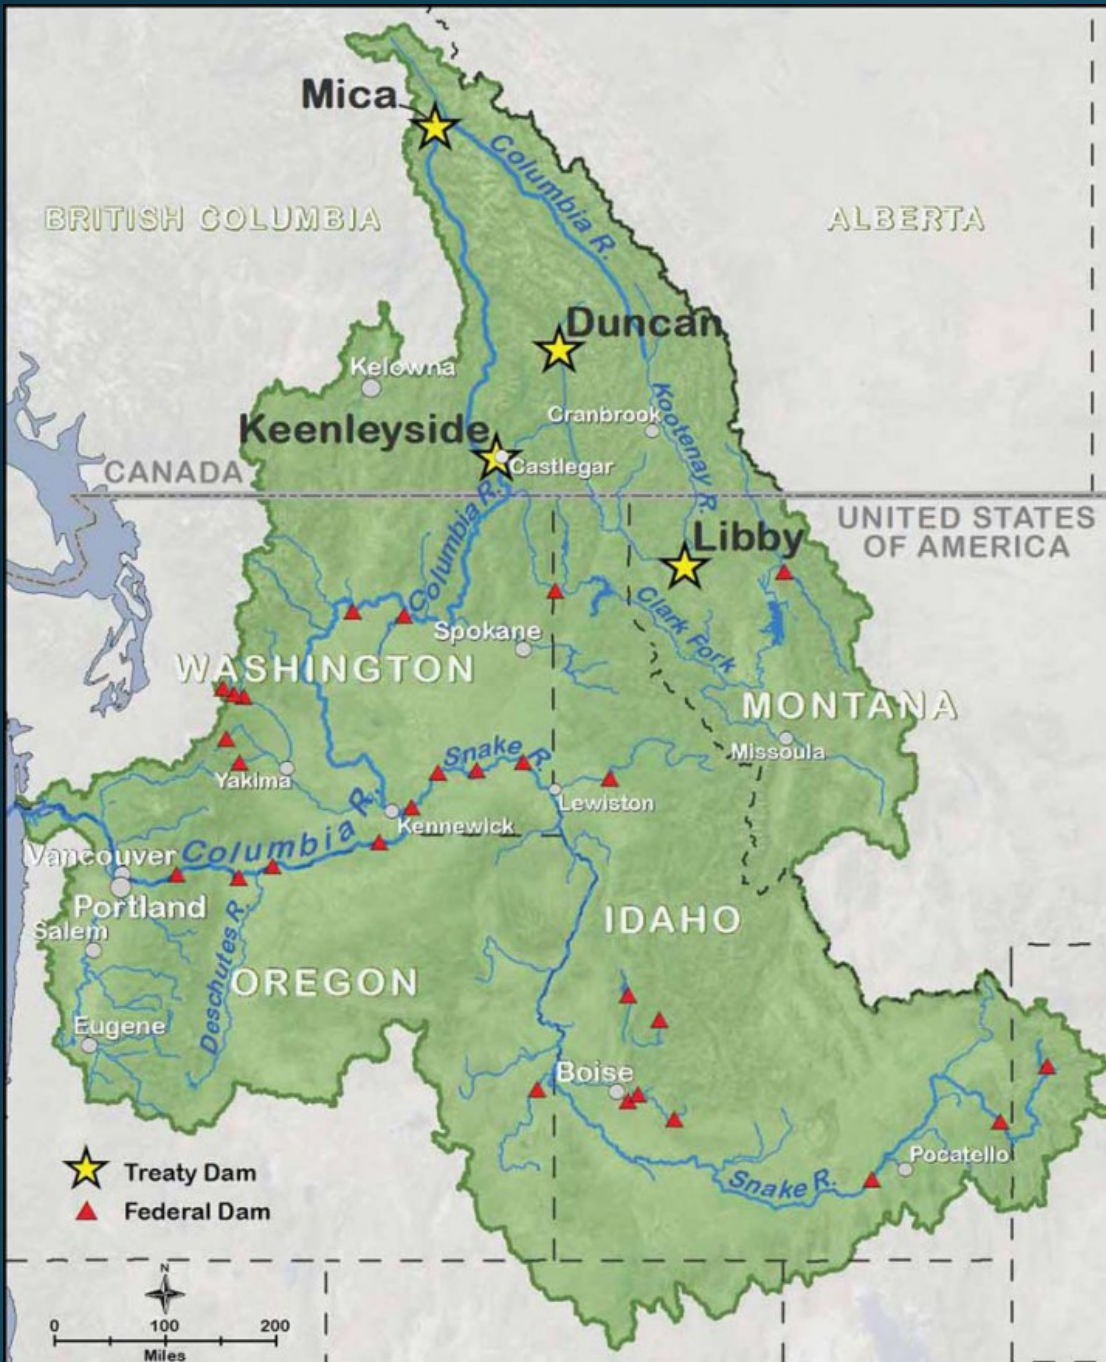 Mica
Columbia R.
BRITISH COLUMBIA
ALBERTA
Duncan
Kelowna
Kootenay R.
Cranbrook
Keenleyside
Castlegar
CANADA
Columbia R.
UNITED STATES
OF AMERICA
Libby
Clark Fork
Spokane
WASHINGTON
MONTANA
Missoula
Snake R.
Yakima
Lewiston
Kennewick
Columbia R.
Vancouver
Portland
Salem
Deschutes R.
IDAHO
OREGON
Eugene
Boise
Pocatello
Snake R.
Treaty Dam
Federal Dam
N
0 100 200
Miles